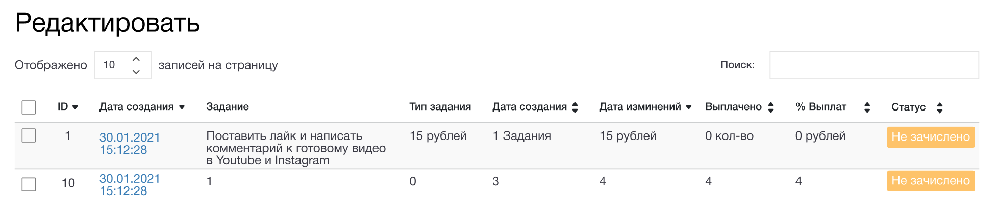 Редактировать
Отображено 10 записей на страницу Поиск:
ID Дата создания Задание Тип задания Дата создания Дата изминений Выплачено % Выплат Статус
1 30.01.2021 15:12:28 Поставить лайк и написать комментарий к готовому видео в Youtube и Instagram 15 рублей 1 Задания 15 рублей 0 кол-во 0 рублей Не зачислено
10 30.01.2021 15:12:28 1 0 3 4 4 4 Не зачислено